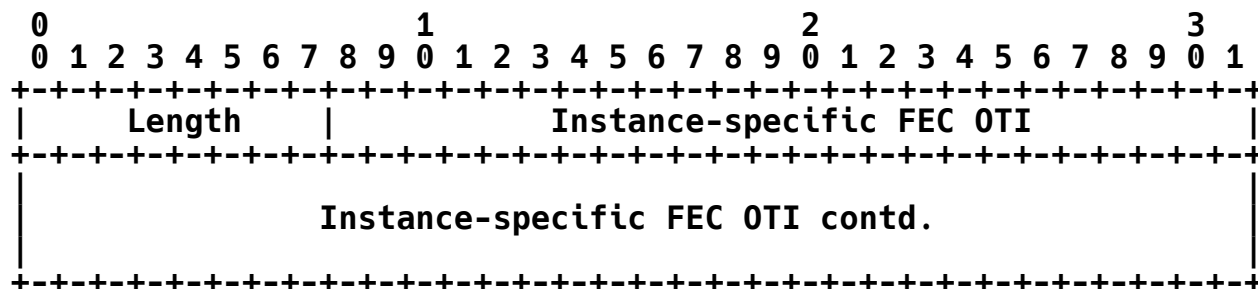 0                   1                   2                   3
 0 1 2 3 4 5 6 7 8 9 0 1 2 3 4 5 6 7 8 9 0 1 2 3 4 5 6 7 8 9 0 1
+-+-+-+-+-+-+-+-+-+-+-+-+-+-+-+-+-+-+-+-+-+-+-+-+-+-+-+-+-+-+-+-+
|     Length    |           Instance-specific FEC OTI           |
+-+-+-+-+-+-+-+-+-+-+-+-+-+-+-+-+-+-+-+-+-+-+-+-+-+-+-+-+-+-+-+-+
|                                                               |
|               Instance-specific FEC OTI contd.                |
|                                                               |
+-+-+-+-+-+-+-+-+-+-+-+-+-+-+-+-+-+-+-+-+-+-+-+-+-+-+-+-+-+-+-+-+